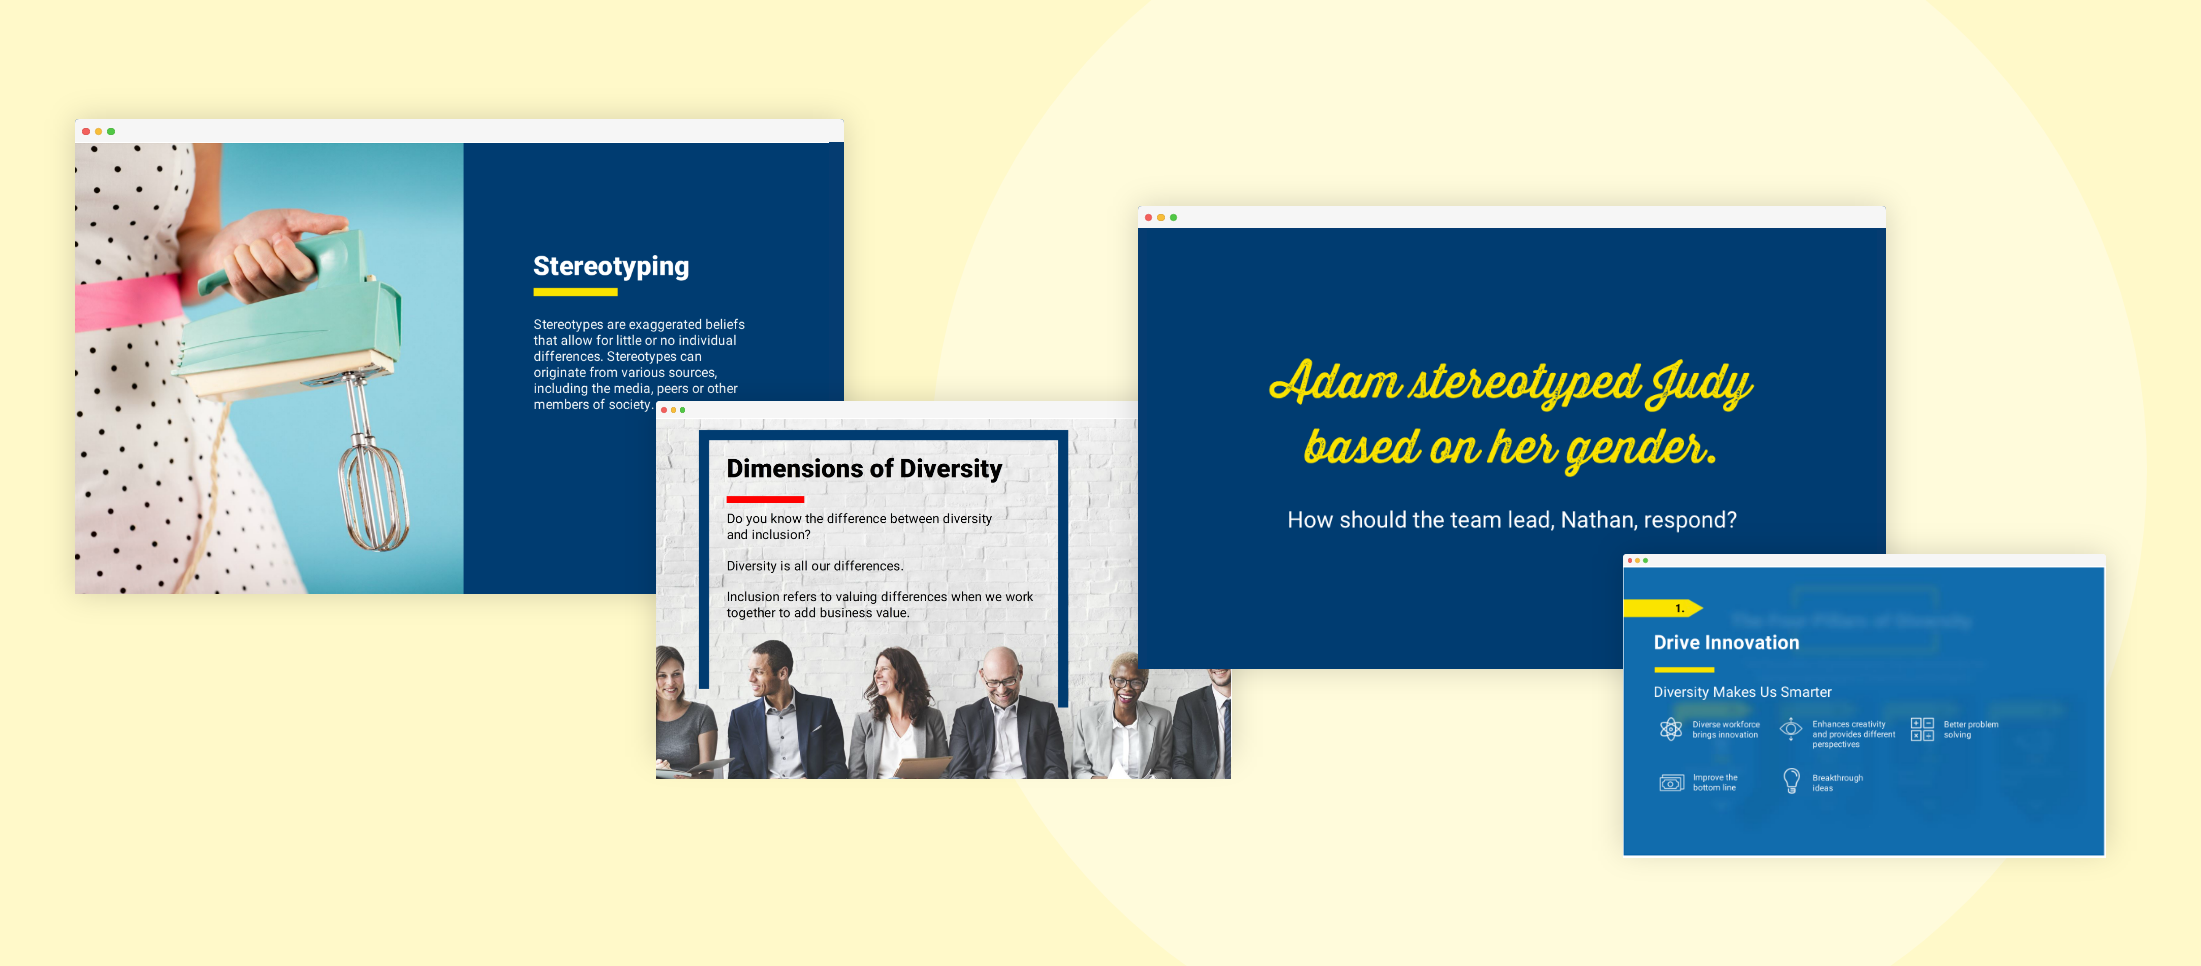 Stereotyping
Stereotypes are exaggerated beliefs
that allow for little or no individual
differences. Stereotypes can
originate from various sources,
including the media, peers or other
members of society.
Dimensions of Diversity
Do you know the difference between diversity
and inclusion?
Diversity is all our differences.
Inclusion refers to valuing differences when we work
together to add business value.
Adam stereotyped Judy
based on her gender.
How should the team lead, Nathan, respond?
1.
The Four Pillars of Diversity
Drive Innovation
Diversity Makes Us Smarter
Diverse workforce
brings innovation
Enhances creativity
and provides different
perspectives
Better problem
solving
Improve the
bottom line
Breakthrough
ideas